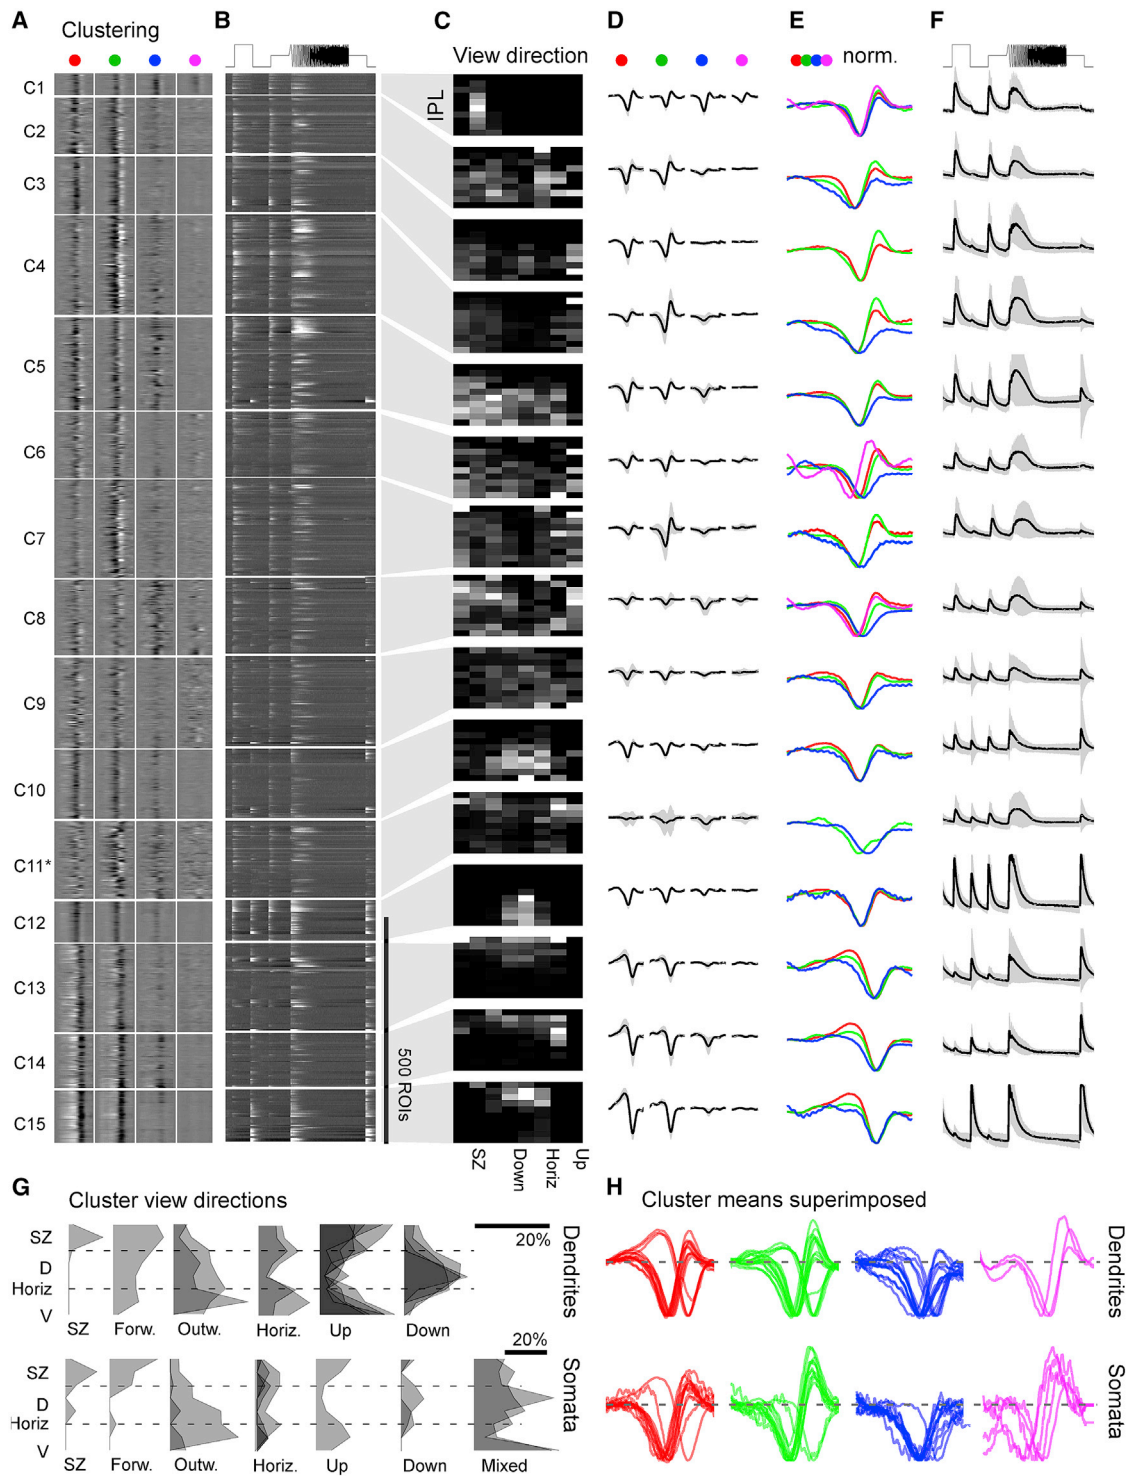 A
B
C
D
E
F
Clustering
View direction
norm.
C1
C2
C3
C4
C5
C6
C7
C8
C9
C10
C11*
C12
C13
C14
C15
IPL
500 ROIs
SZ
Down
Horiz
Up
G
Cluster view directions
SZ
D
Horiz
V
20%
Dendrites
SZ Forw. Outw. Horiz. Up Down
20%
SZ
D
Horiz
V
Somata
SZ Forw. Outw. Horiz. Up Down Mixed
H
Cluster means superimposed
Dendrites
Somata